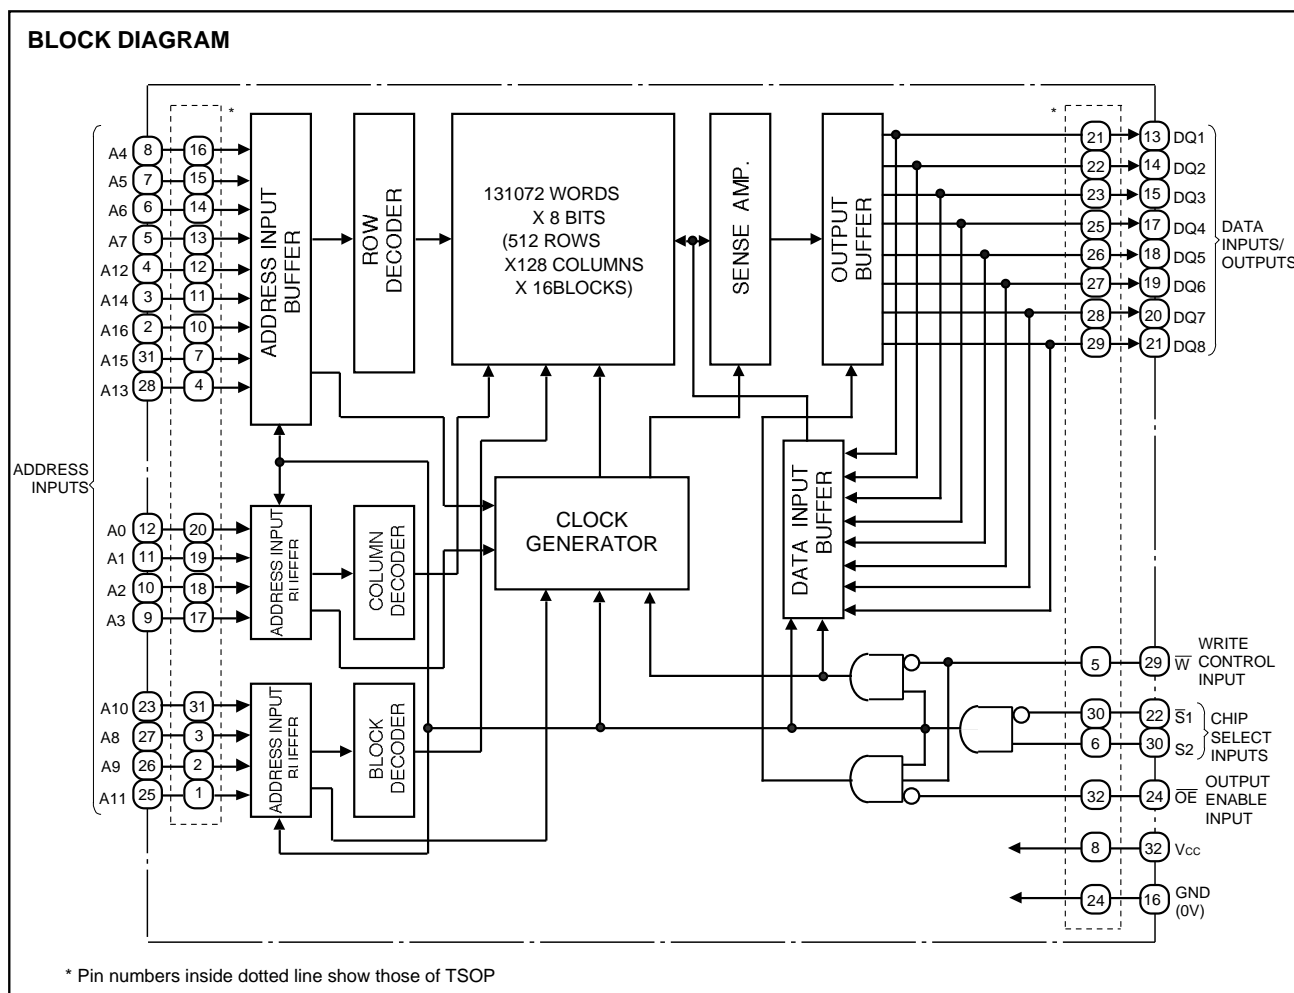 BLOCK DIAGRAM
*
*
A4 8 16
A5 7 15
A6 6 14
A7 5 13
A12 4 12
A14 3 11
A16 2 10
A15 31 7
A13 28 4
ADDRESS
INPUTS
A0 12 20
A1 11 19
A2 10 18
A3 9 17
A10 23 31
A8 27 3
A9 26 2
A11 25 1
ADDRESS INPUT
BUFFER
ROW
DECODER
131072 WORDS
X 8 BITS
(512 ROWS
X128 COLUMNS
X 16BLOCKS)
SENSE AMP.
OUTPUT
BUFFER
21 13 DQ1
22 14 DQ2
23 15 DQ3
25 17 DQ4
26 18 DQ5
27 19 DQ6
28 20 DQ7
29 21 DQ8
DATA
INPUTS/
OUTPUTS
ADDRESS INPUT
COLUMN
DECODER
CLOCK
GENERATOR
DATA INPUT
BUFFER
ADDRESS INPUT
BLOCK
DECODER
5 29 W̅
WRITE
CONTROL
INPUT
30 22 S̅1
6 30 S2
CHIP
SELECT
INPUTS
32 24 O̅E̅
OUTPUT
ENABLE
INPUT
8 32 Vcc
24 16 GND
(0V)
* Pin numbers inside dotted line show those of TSOP